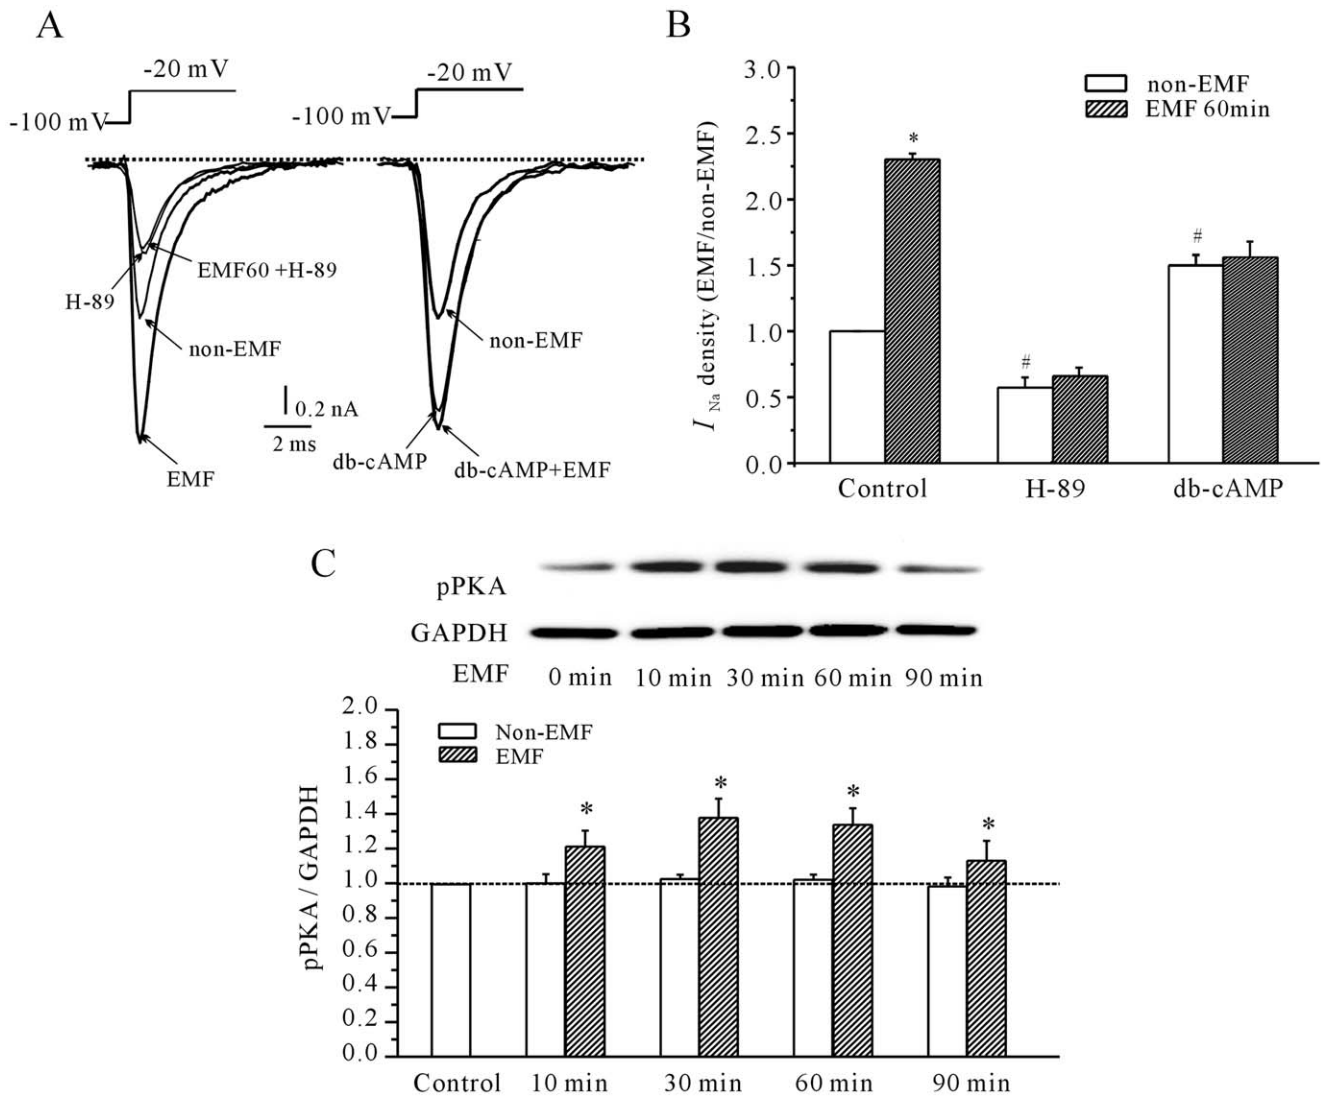 A
-20 mV
-100 mV
-20 mV
-100 mV
EMF60 +H-89
H-89
non-EMF
EMF
0.2 nA
2 ms
non-EMF
db-cAMP
db-cAMP+EMF
B
I Na density (EMF/non-EMF)
3.0
2.5
2.0
1.5
1.0
0.5
0.0
non-EMF
EMF 60min
*
#
#
Control H-89 db-cAMP
C
pPKA
GAPDH
EMF 0 min 10 min 30 min 60 min 90 min
pPKA / GAPDH
2.0
1.8
1.6
1.4
1.2
1.0
0.8
0.6
0.4
0.2
0.0
Non-EMF
EMF
* * * *
Control 10 min 30 min 60 min 90 min